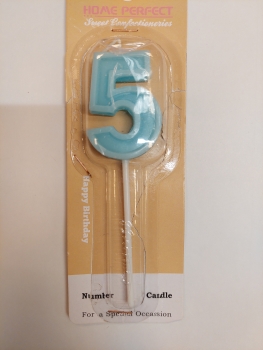 HOME PERFECT
Sweet Confectioneries
5
Happy Birthday
Number Candle
For a Special Occasion